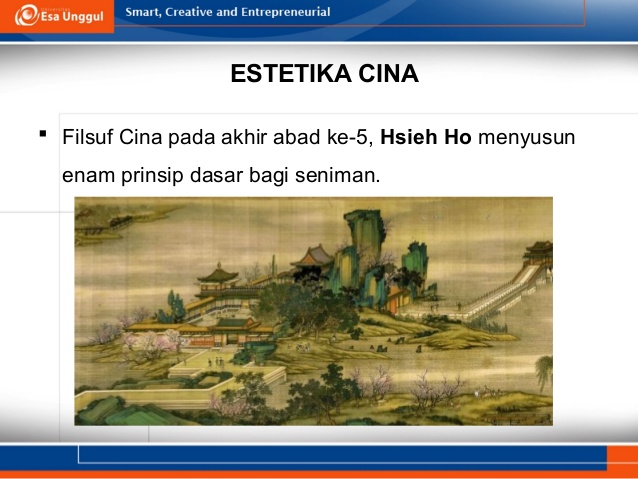 Esa Unggul
Smart, Creative and Entrepreneurial
ESTETIKA CINA
▪ Filsuf Cina pada akhir abad ke-5, Hsieh Ho menyusun
enam prinsip dasar bagi seniman.